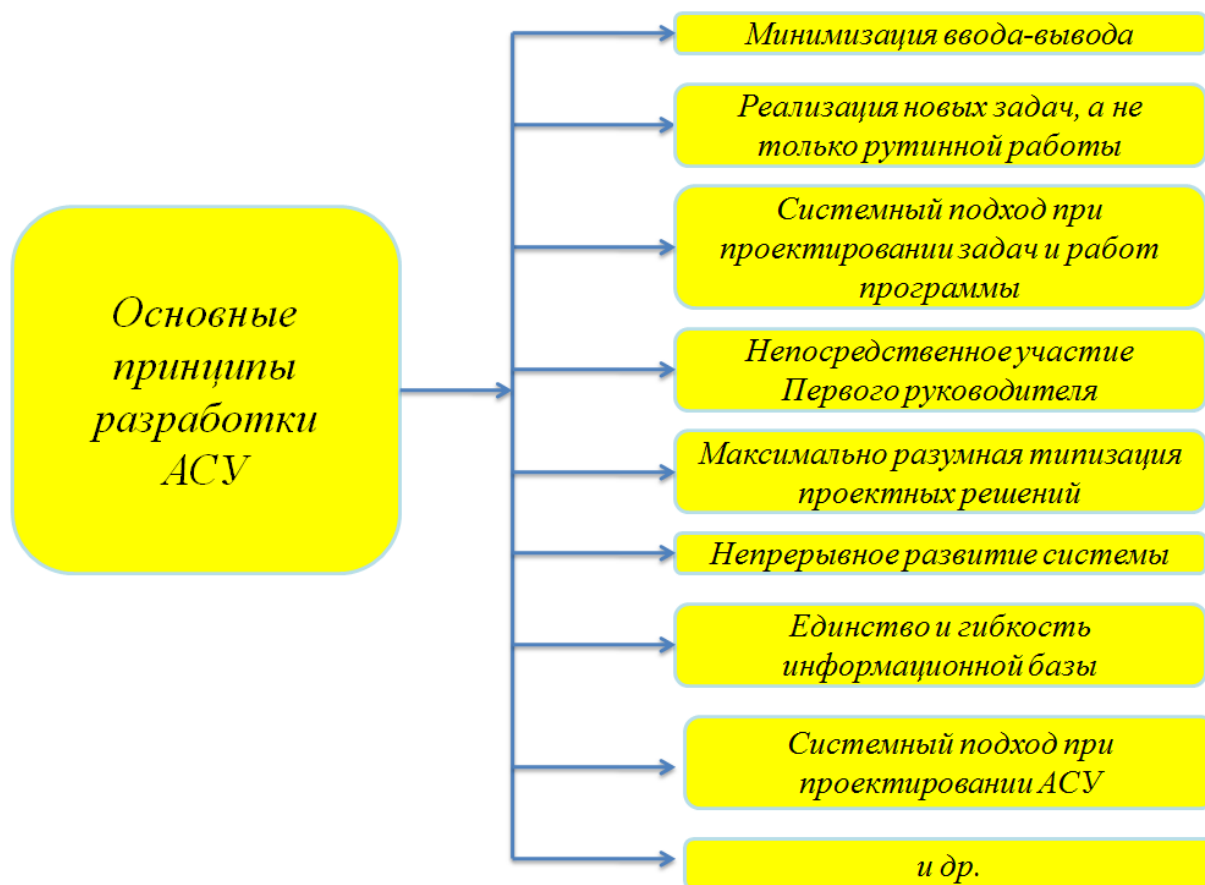 Основные
принципы
разработки
АСУ
Минимизация ввода-вывода
Реализация новых задач, а не
только рутинной работы
Системный подход при
проектировании задач и работ
программы
Непосредственное участие
Первого руководителя
Максимально разумная типизация
проектных решений
Непрерывное развитие системы
Единство и гибкость
информационной базы
Системный подход при
проектировании АСУ
и др.